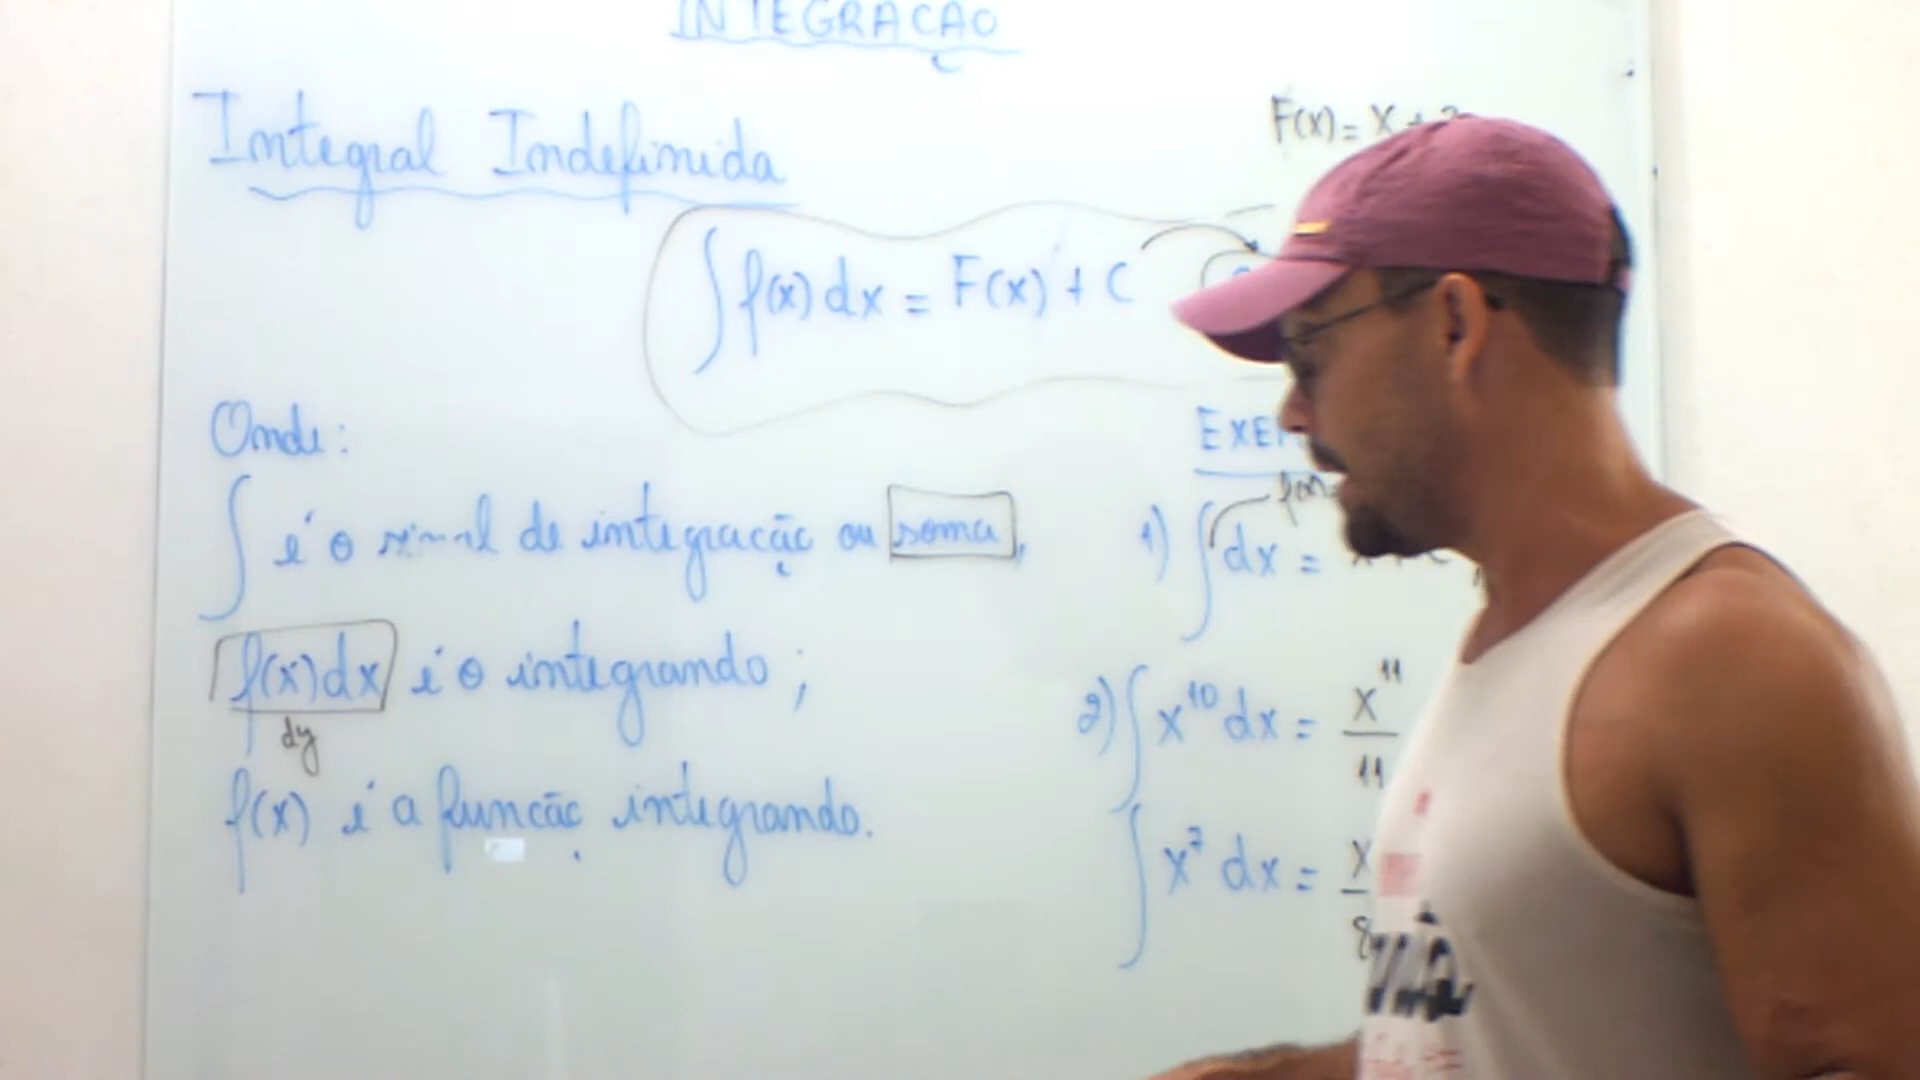 INTEGRAÇÃO
Integral Indefinida
F(x) = x +
∫ f(x) dx = F(x) + C
Onde:
∫ é o sinal de integração ou soma,
f(x)dx é o integrando;
dy
f(x) é a função integrando.
1) ∫ dx = x + C
2) ∫ x¹⁰ dx = x¹¹/11
∫ x⁷ dx = x/8